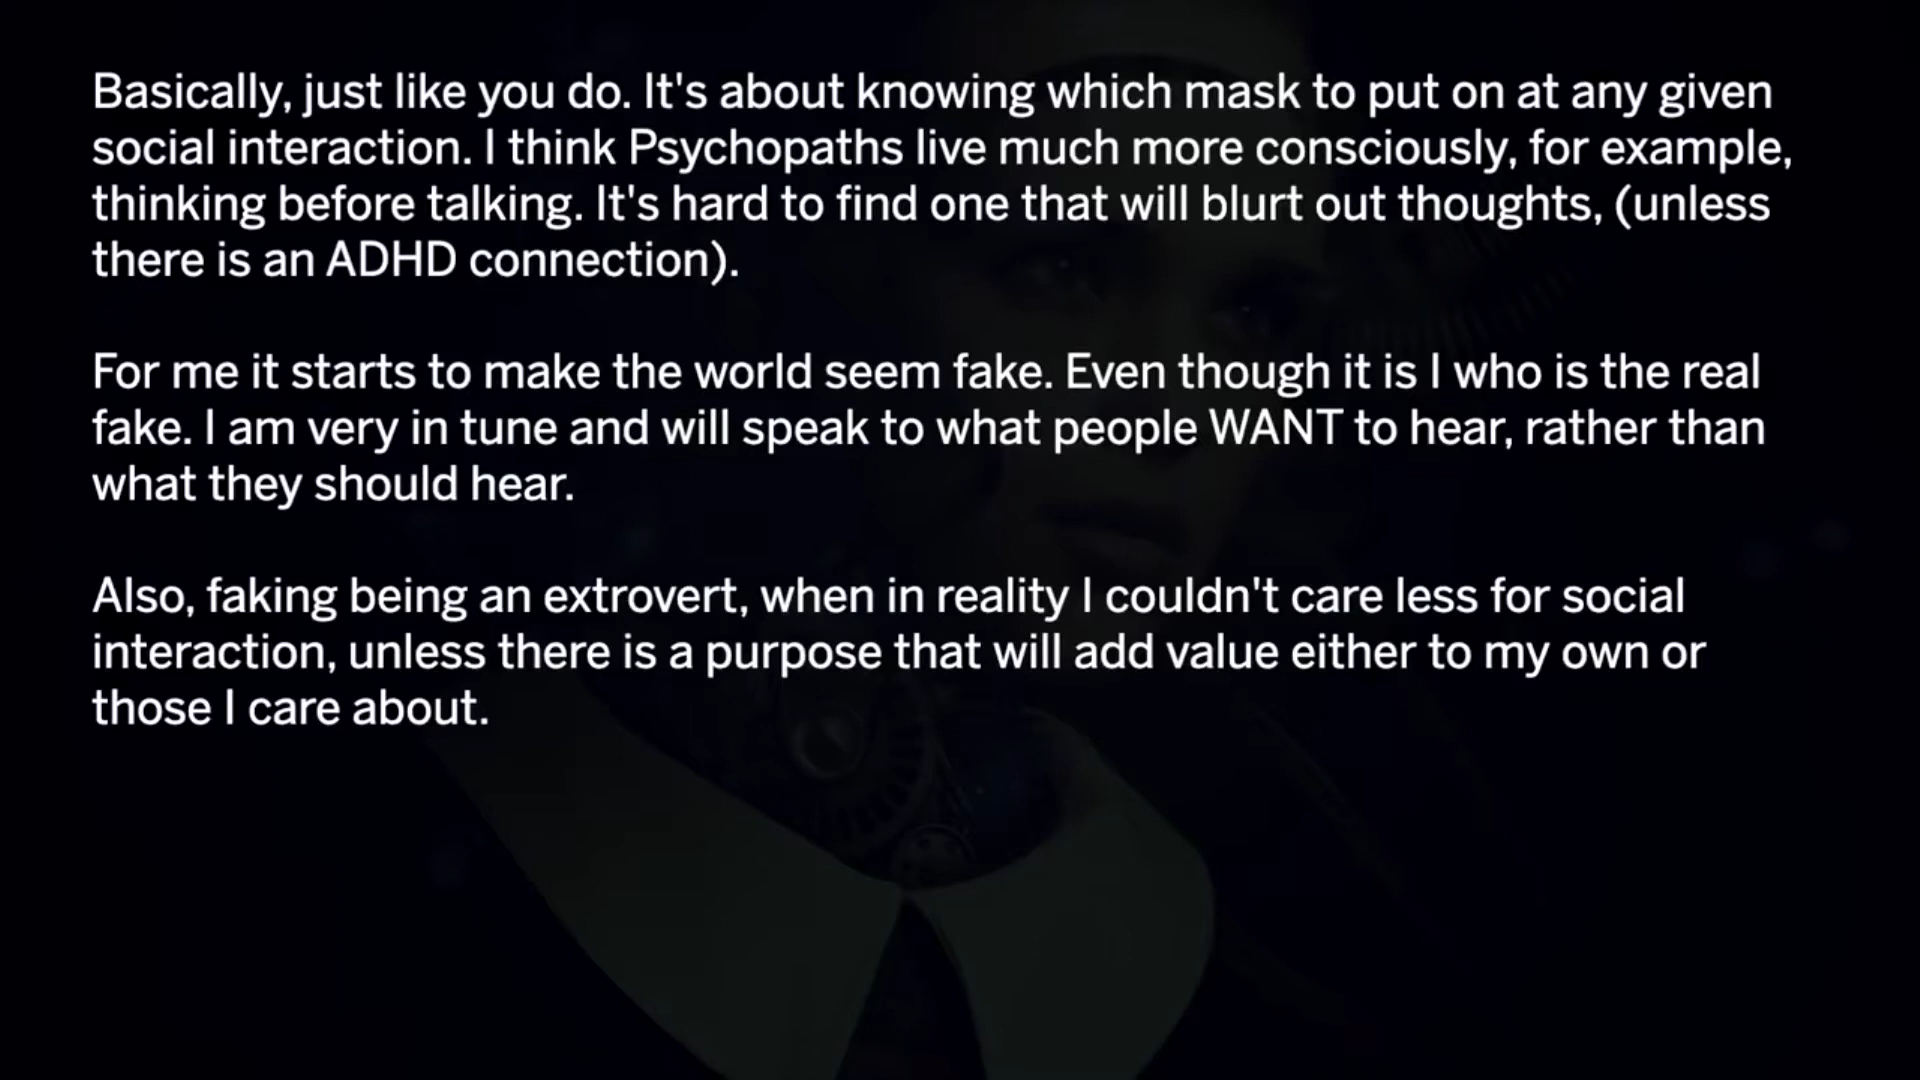 Basically, just like you do. It's about knowing which mask to put on at any given
social interaction. I think Psychopaths live much more consciously, for example,
thinking before talking. It's hard to find one that will blurt out thoughts, (unless
there is an ADHD connection).
For me it starts to make the world seem fake. Even though it is I who is the real
fake. I am very in tune and will speak to what people WANT to hear, rather than
what they should hear.
Also, faking being an extrovert, when in reality I couldn't care less for social
interaction, unless there is a purpose that will add value either to my own or
those I care about.